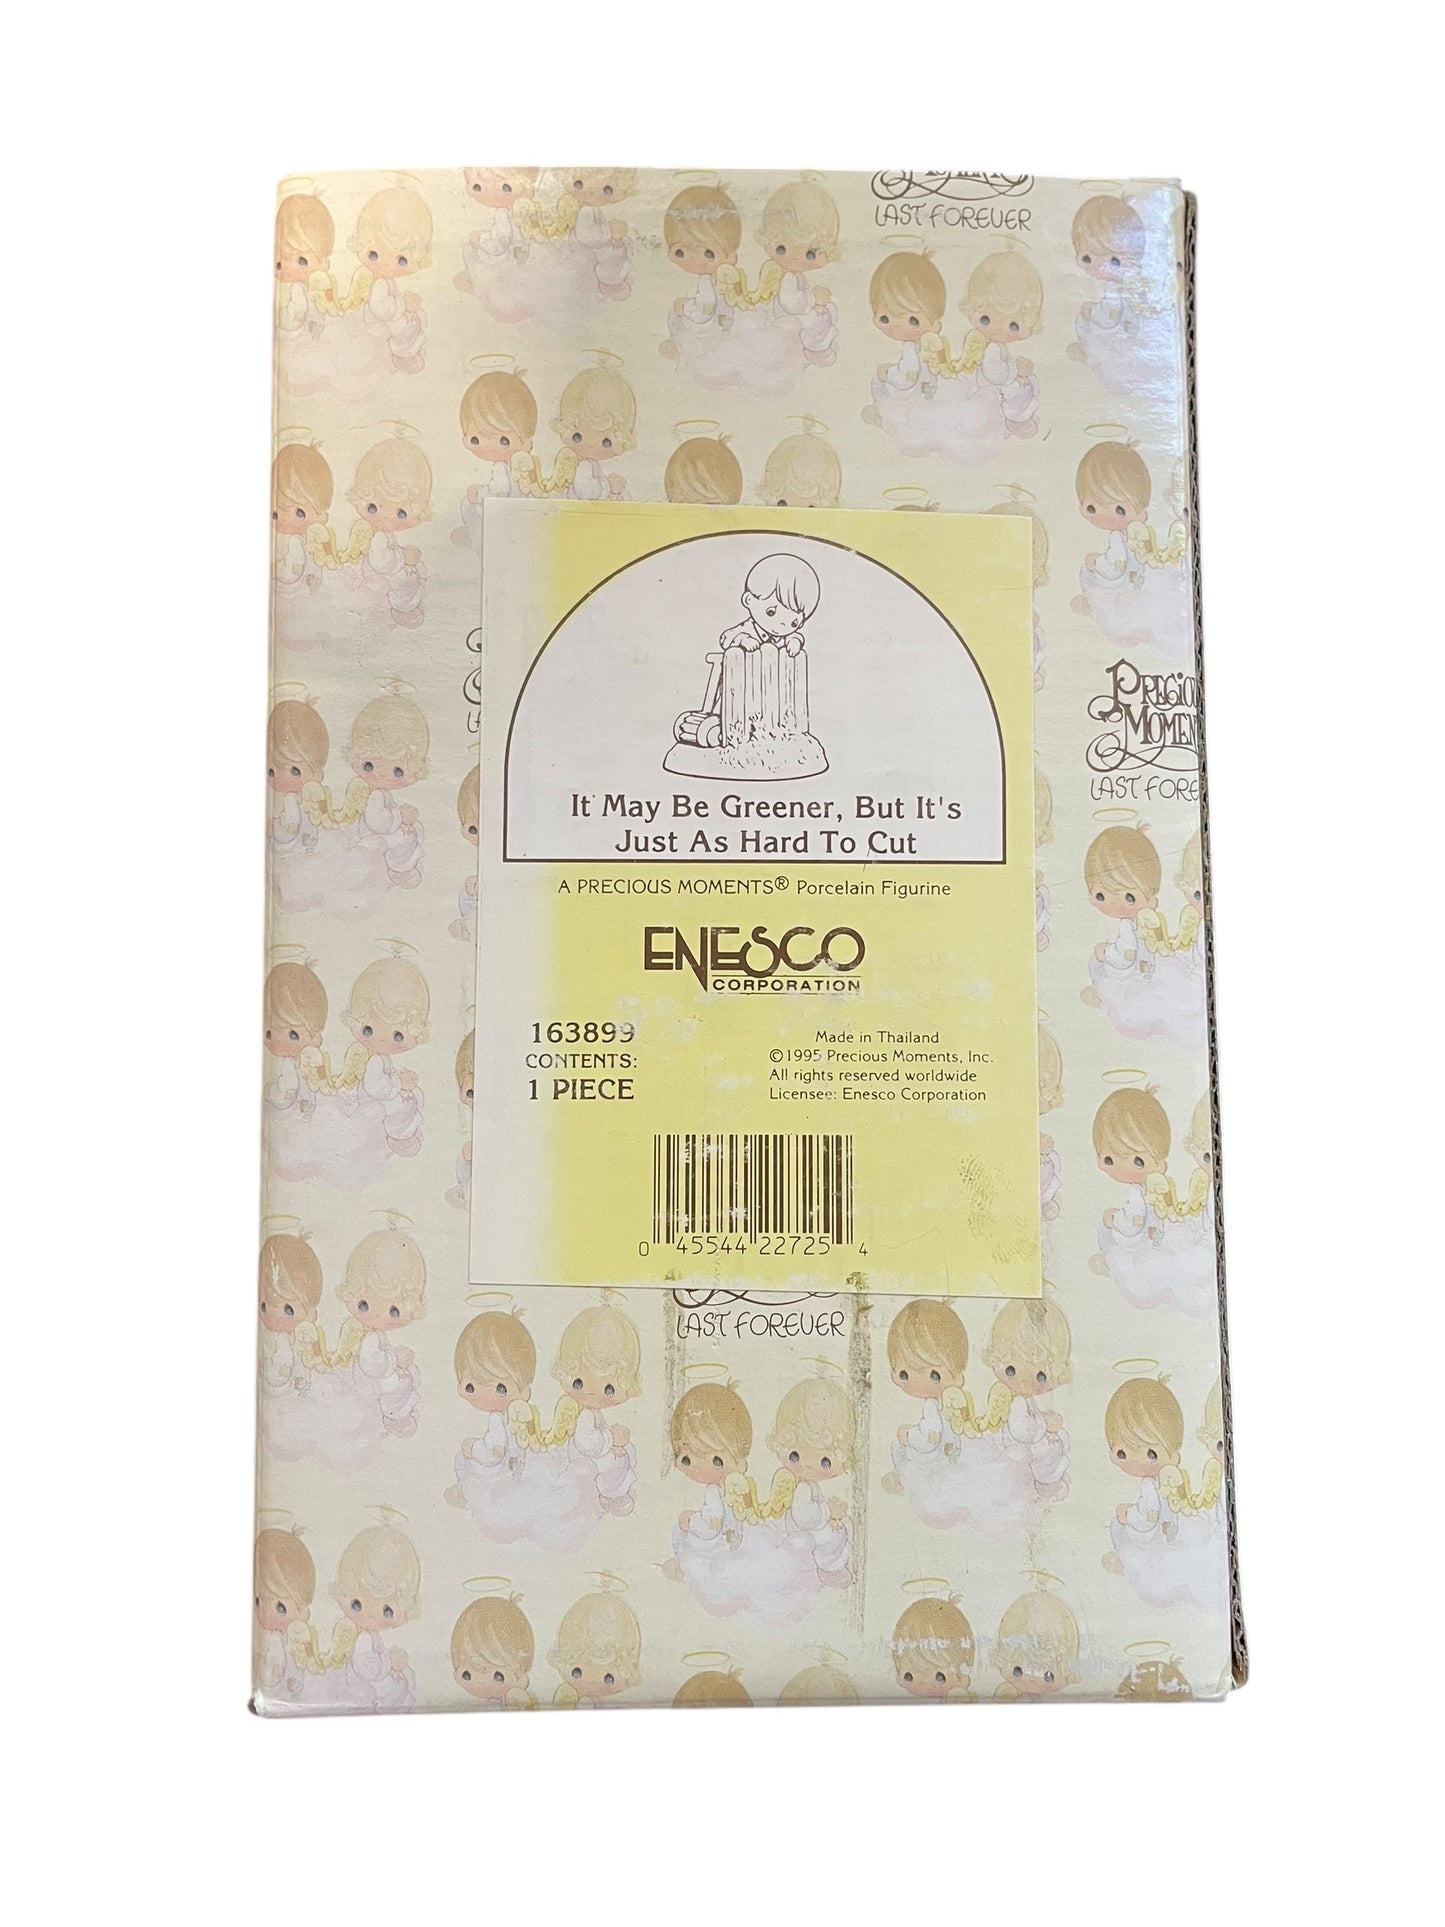 LAST FOREVER
PRECIOUS
MOMENTS
LAST FOREVER
It May Be Greener, But It's
Just As Hard To Cut
A PRECIOUS MOMENTS® Porcelain Figurine
ENESCO
CORPORATION
163899
CONTENTS:
1 PIECE
Made in Thailand
©1995 Precious Moments, Inc.
All rights reserved worldwide
Licensee: Enesco Corporation
0 45544 22725 4
LAST FOREVER